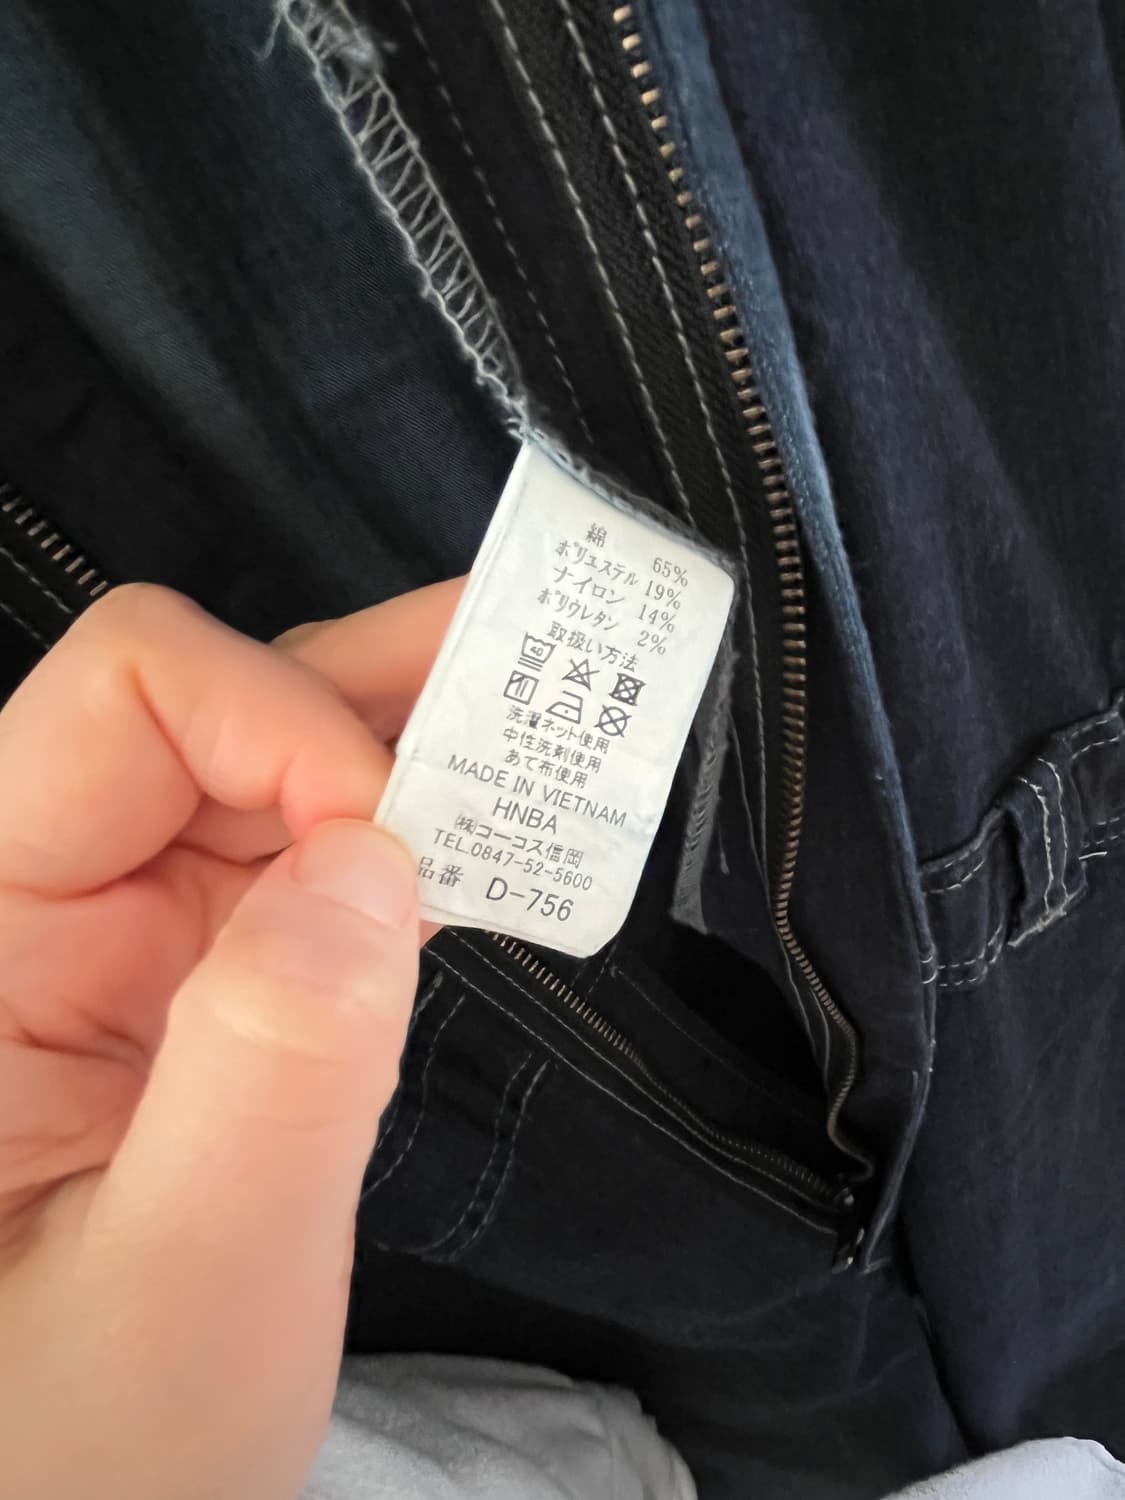 綿 65%
ポリエステル 19%
ナイロン 14%
ポリウレタン 2%
取扱い方法
40
洗濯ネット使用
中性洗剤使用
あて布使用
MADE IN VIETNAM
HNBA
㈱コーコス信岡
TEL.0847-52-5600
品番 D-756